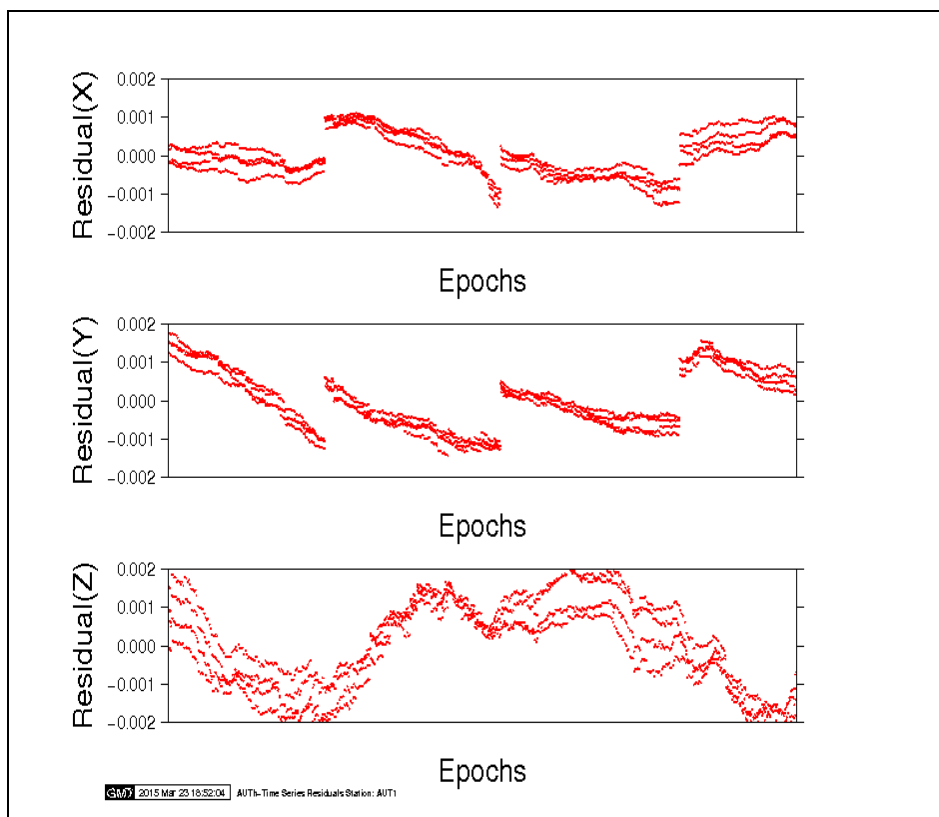 Residual(X)
0.002
0.001
0.000
−0.001
−0.002
Epochs
Residual(Y)
0.002
0.001
0.000
−0.001
−0.002
Epochs
Residual(Z)
0.002
0.001
0.000
−0.001
−0.002
Epochs
GMT 2015 Mar 23 18:52:04 AUTh-Time Series Residuals Station: AUT1